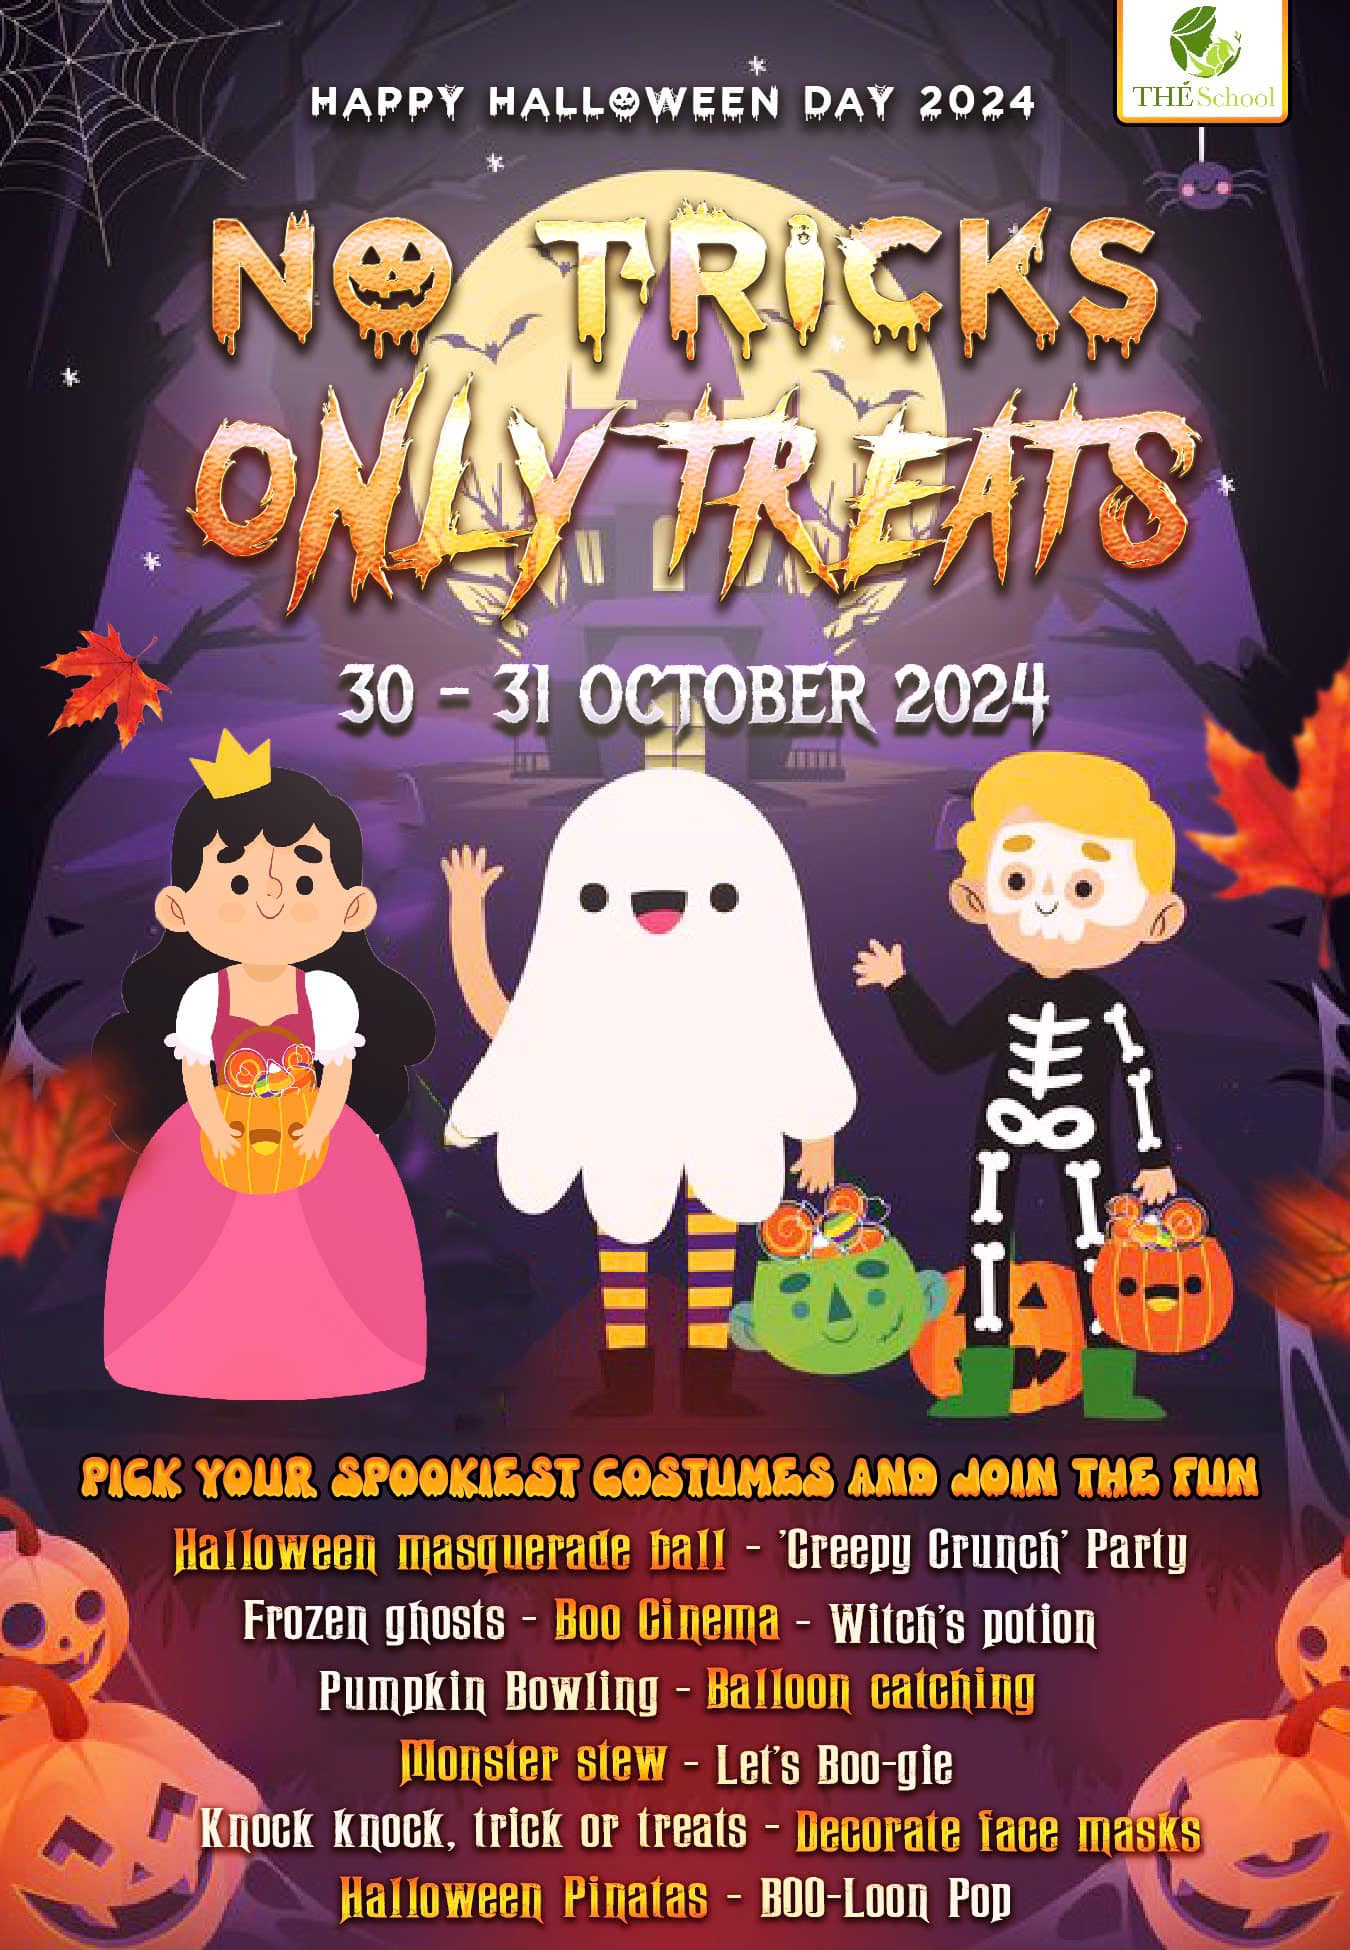 THÉ School
HAPPY HALLOWEEN DAY 2024
NO TRICKS
ONLY TREATS
30 - 31 OCTOBER 2024
PICK YOUR SPOOKIEST COSTUMES AND JOIN THE FUN
Halloween masquerade ball - 'Creepy Crunch' Party
Frozen ghosts - Boo Cinema - Witch's potion
Pumpkin Bowling - Balloon catching
Monster stew - Let's Boo-gie
Knock knock, trick or treats - Decorate face masks
Halloween Pinatas - BOO-Loon Pop